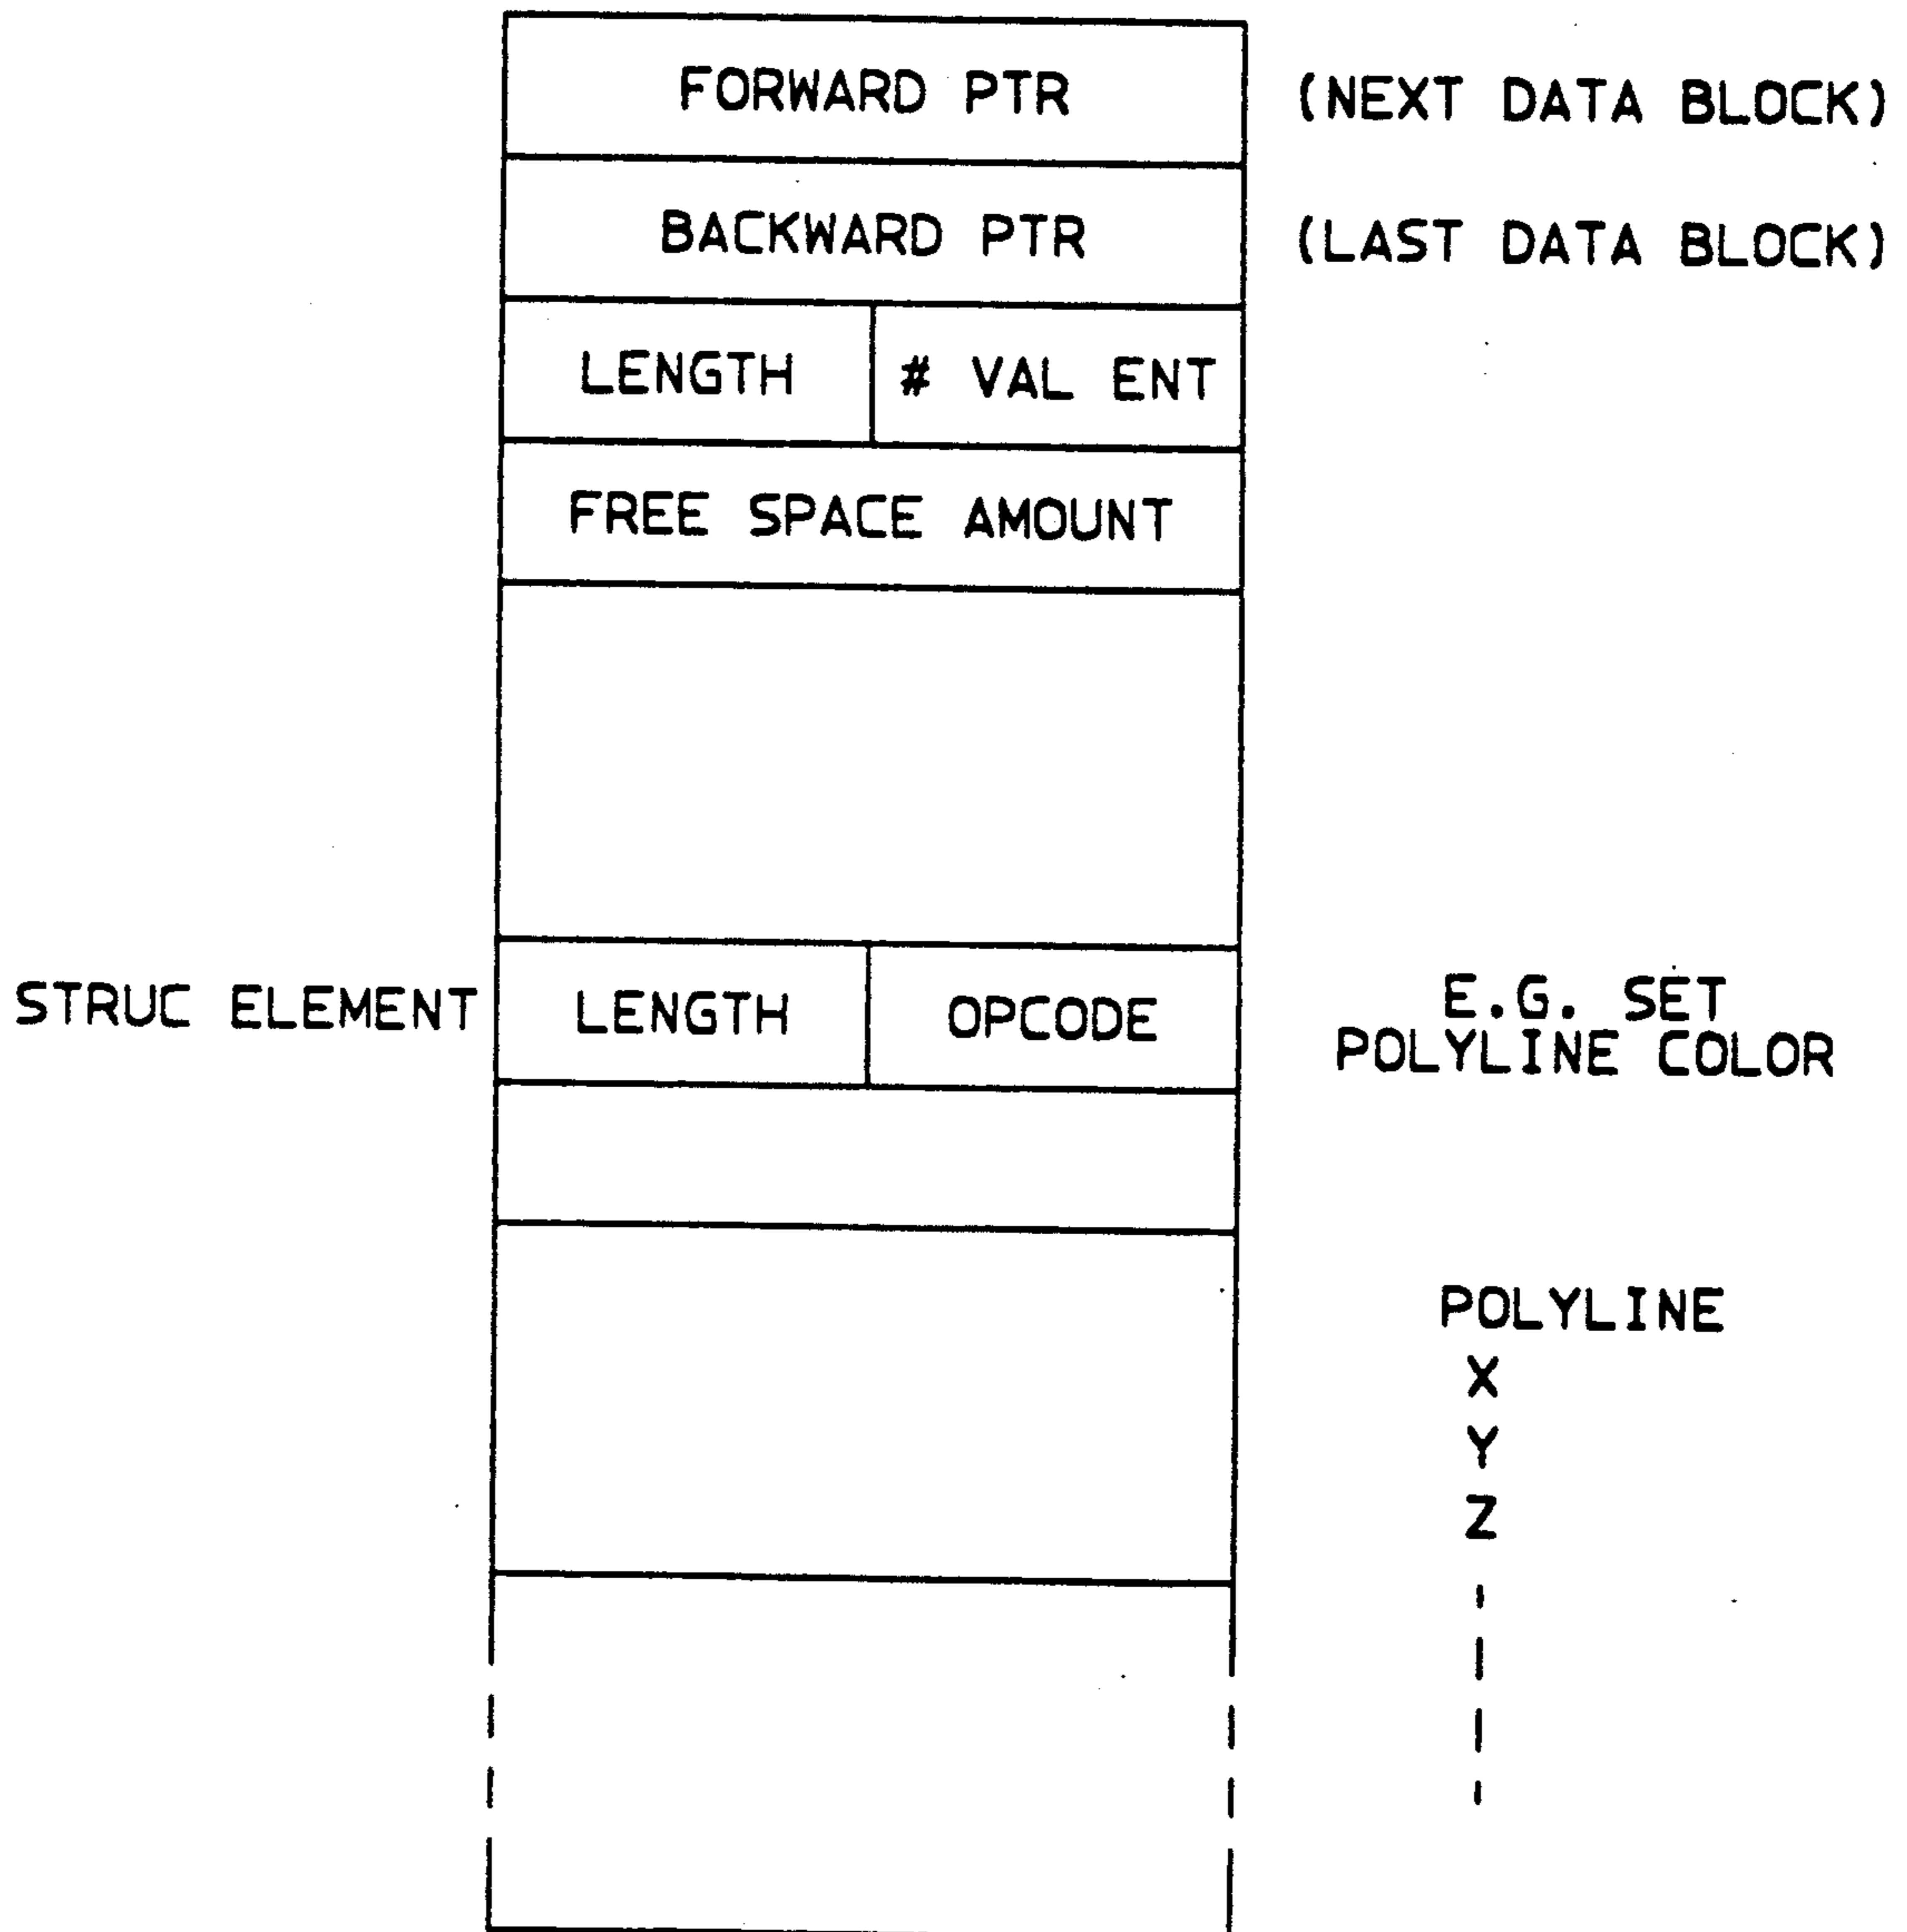 FORWARD PTR (NEXT DATA BLOCK)
BACKWARD PTR (LAST DATA BLOCK)
LENGTH # VAL ENT
FREE SPACE AMOUNT
STRUC ELEMENT LENGTH OPCODE E.G. SET
POLYLINE COLOR
POLYLINE
X
Y
Z